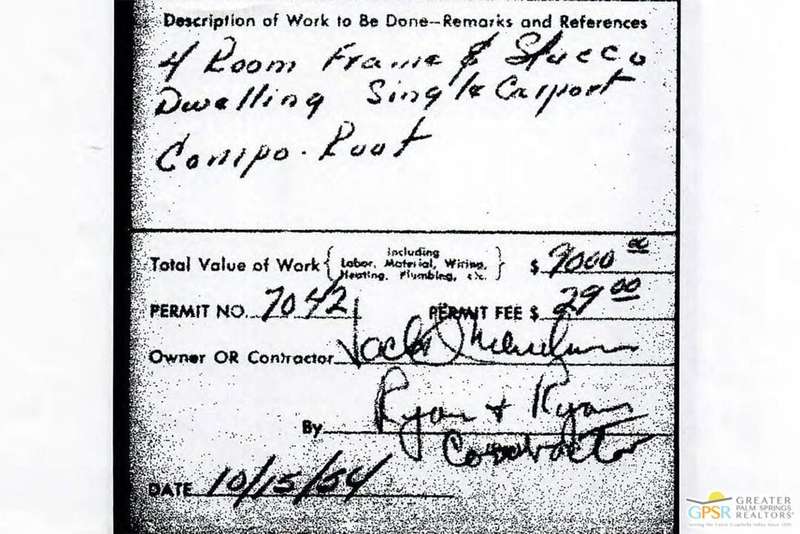 Description of Work to Be Done--Remarks and References
4 Room Frame & Stucco
Dwelling Single Carport
Compo. Roof
Total Value of Work { including Labor, Material, Wiring, Heating, Plumbing, etc. } $ 9000 00
PERMIT NO. 7042 PERMIT FEE $ 29 00
Owner OR Contractor Jack
By Ryan + Ryan
Contractor
DATE 10/15/54
GPSR GREATER PALM SPRINGS REALTORS